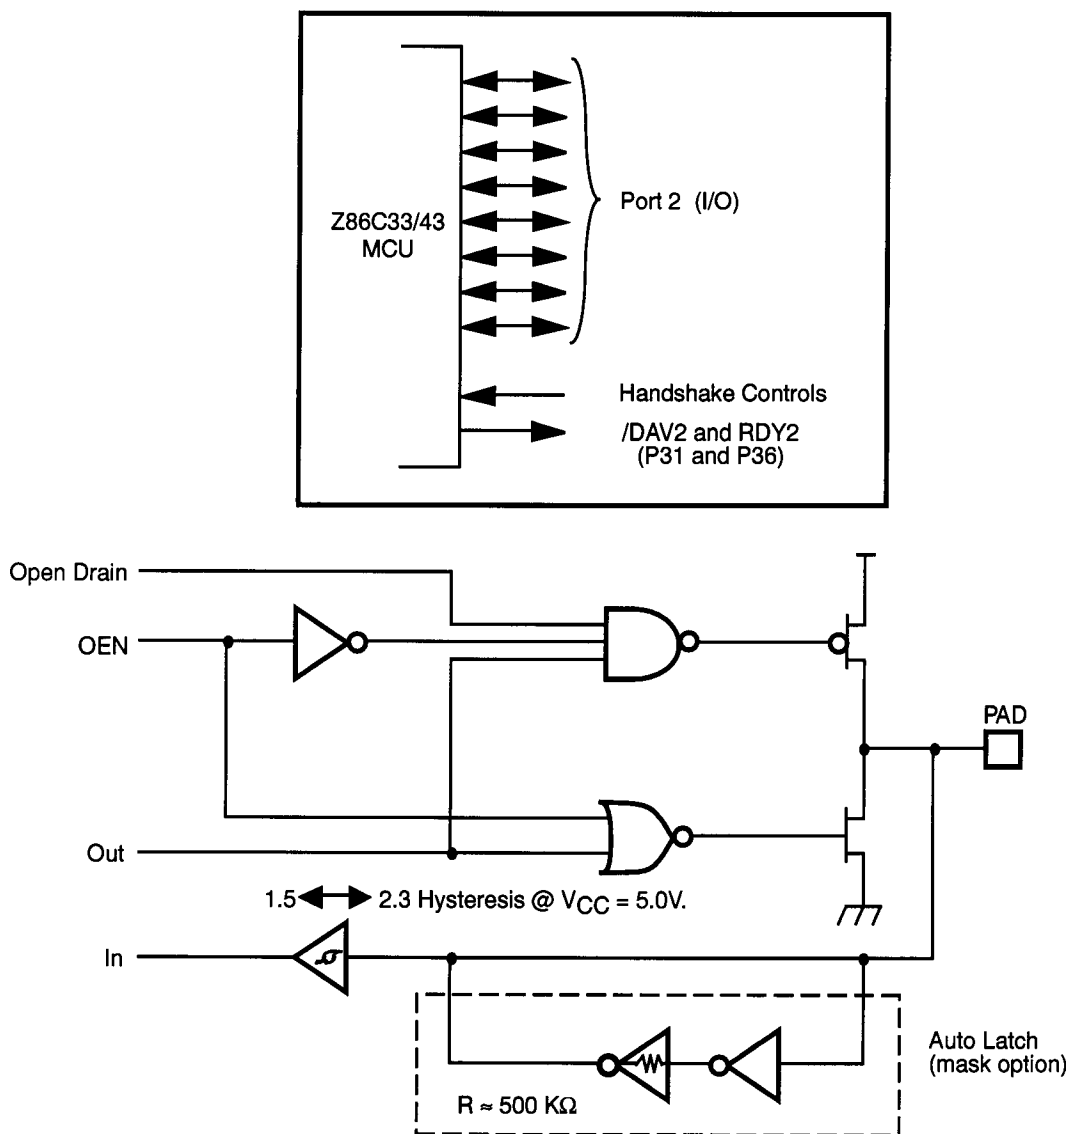 Z86C33/43
MCU
Port 2 (I/O)
Handshake Controls
/DAV2 and RDY2
(P31 and P36)
Open Drain
OEN
PAD
Out
1.5 2.3 Hysteresis @ VCC = 5.0V.
In
Auto Latch
(mask option)
R ≈ 500 KΩ